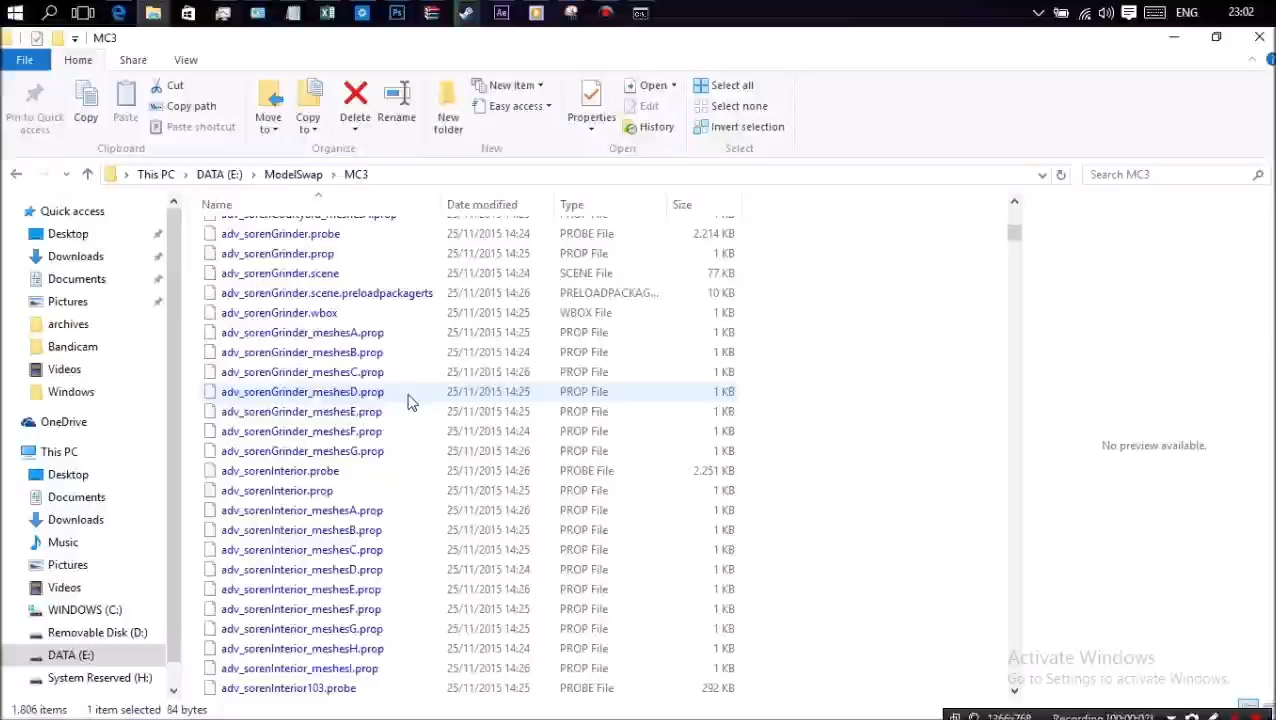 ENG 23:02
MC3
File Home Share View
Pin to Quick access
Copy
Paste
Cut
Copy path
Paste shortcut
Clipboard
Move to
Copy to
Delete
Rename
Organize
New folder
New item
Easy access
New
Properties
Open
Edit
History
Open
Select all
Select none
Invert selection
Select
This PC > DATA (E:) > ModelSwap > MC3
Search MC3
Quick access
Desktop
Downloads
Documents
Pictures
archives
Bandicam
Videos
Windows
OneDrive
This PC
Desktop
Documents
Downloads
Music
Pictures
Videos
WINDOWS (C:)
Removable Disk (D:)
DATA (E:)
System Reserved (H:)
Name Date modified Type Size
adv_sorenGrinder.probe 25/11/2015 14:24 PROBE File 2,214 KB
adv_sorenGrinder.prop 25/11/2015 14:25 PROP File 1 KB
adv_sorenGrinder.scene 25/11/2015 14:24 SCENE File 77 KB
adv_sorenGrinder.scene.preloadpackagerts 25/11/2015 14:26 PRELOADPACKAG... 10 KB
adv_sorenGrinder.wbox 25/11/2015 14:25 WBOX File 1 KB
adv_sorenGrinder_meshesA.prop 25/11/2015 14:25 PROP File 1 KB
adv_sorenGrinder_meshesB.prop 25/11/2015 14:24 PROP File 1 KB
adv_sorenGrinder_meshesC.prop 25/11/2015 14:26 PROP File 1 KB
adv_sorenGrinder_meshesD.prop 25/11/2015 14:25 PROP File 1 KB
adv_sorenGrinder_meshesE.prop 25/11/2015 14:25 PROP File 1 KB
adv_sorenGrinder_meshesF.prop 25/11/2015 14:24 PROP File 1 KB
adv_sorenGrinder_meshesG.prop 25/11/2015 14:26 PROP File 1 KB
adv_sorenInterior.probe 25/11/2015 14:26 PROBE File 2,251 KB
adv_sorenInterior.prop 25/11/2015 14:25 PROP File 1 KB
adv_sorenInterior_meshesA.prop 25/11/2015 14:26 PROP File 1 KB
adv_sorenInterior_meshesB.prop 25/11/2015 14:25 PROP File 1 KB
adv_sorenInterior_meshesC.prop 25/11/2015 14:26 PROP File 1 KB
adv_sorenInterior_meshesD.prop 25/11/2015 14:26 PROP File 1 KB
adv_sorenInterior_meshesE.prop 25/11/2015 14:26 PROP File 1 KB
adv_sorenInterior_meshesF.prop 25/11/2015 14:25 PROP File 1 KB
adv_sorenInterior_meshesG.prop 25/11/2015 14:25 PROP File 1 KB
adv_sorenInterior_meshesH.prop 25/11/2015 14:26 PROP File 1 KB
adv_sorenInterior_meshesI.prop 25/11/2015 14:26 PROP File 1 KB
adv_sorenInterior103.probe 25/11/2015 14:25 PROBE File 292 KB
No preview available.
Activate Windows
Go to Settings to activate Windows.
1,806 items 1 item selected 84 bytes
1366x768 Recording [00:00:02]